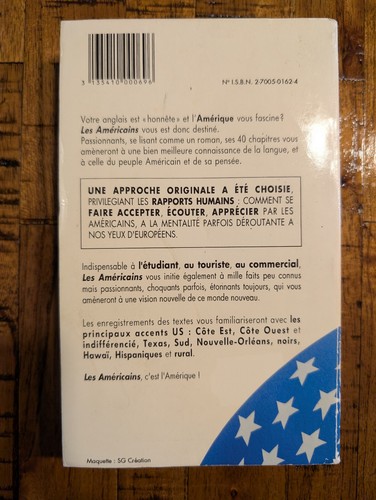 3 135410 000696
N° I.S.B.N. 2-7005-0162-4
Votre anglais est «honnête» et l'Amérique vous fascine?
Les Américains vous est donc destiné.
Passionnants, se lisant comme un roman, ses 40 chapitres vous
amèneront à une bien meilleure connaissance de la langue, et
à celle du peuple Américain et de sa pensée.
UNE APPROCHE ORIGINALE A ÉTÉ CHOISIE,
PRIVILEGIANT LES RAPPORTS HUMAINS : COMMENT SE
FAIRE ACCEPTER, ÉCOUTER, APPRÉCIER PAR LES
AMÉRICAINS, A LA MENTALITÉ PARFOIS DÉROUTANTE A
NOS YEUX D'EUROPÉENS.
Indispensable à l'étudiant, au touriste, au commercial,
Les Américains vous initie également à mille faits peu connus
mais passionnants, choquants parfois, étonnants toujours, qui vous
améneront à une vision nouvelle de ce monde nouveau.
Les enregistrements des textes vous familiariseront avec les
principaux accents US : Côte Est, Côte Ouest et
indifférencié, Texas, Sud, Nouvelle-Orléans, noirs,
Hawaï, Hispaniques et rural.
Les Américains, c'est l'Amérique !
Maquette : SG Création